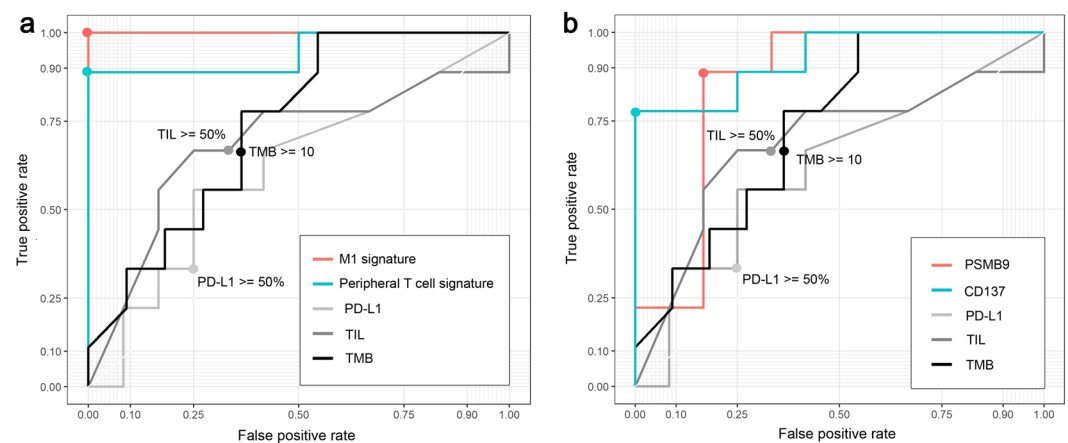 a
1.00
0.90
0.75
0.50
0.25
0.10
0.00
True positive rate
TIL >= 50%
TMB >= 10
PD-L1 >= 50%
M1 signature
Peripheral T cell signature
PD-L1
TIL
TMB
0.00 0.10 0.25 0.50 0.75 0.90 1.00
False positive rate
b
1.00
0.90
0.75
0.50
0.25
0.10
0.00
True positive rate
TIL >= 50%
TMB >= 10
PD-L1 >= 50%
PSMB9
CD137
PD-L1
TIL
TMB
0.00 0.10 0.25 0.50 0.75 0.90 1.00
False positive rate